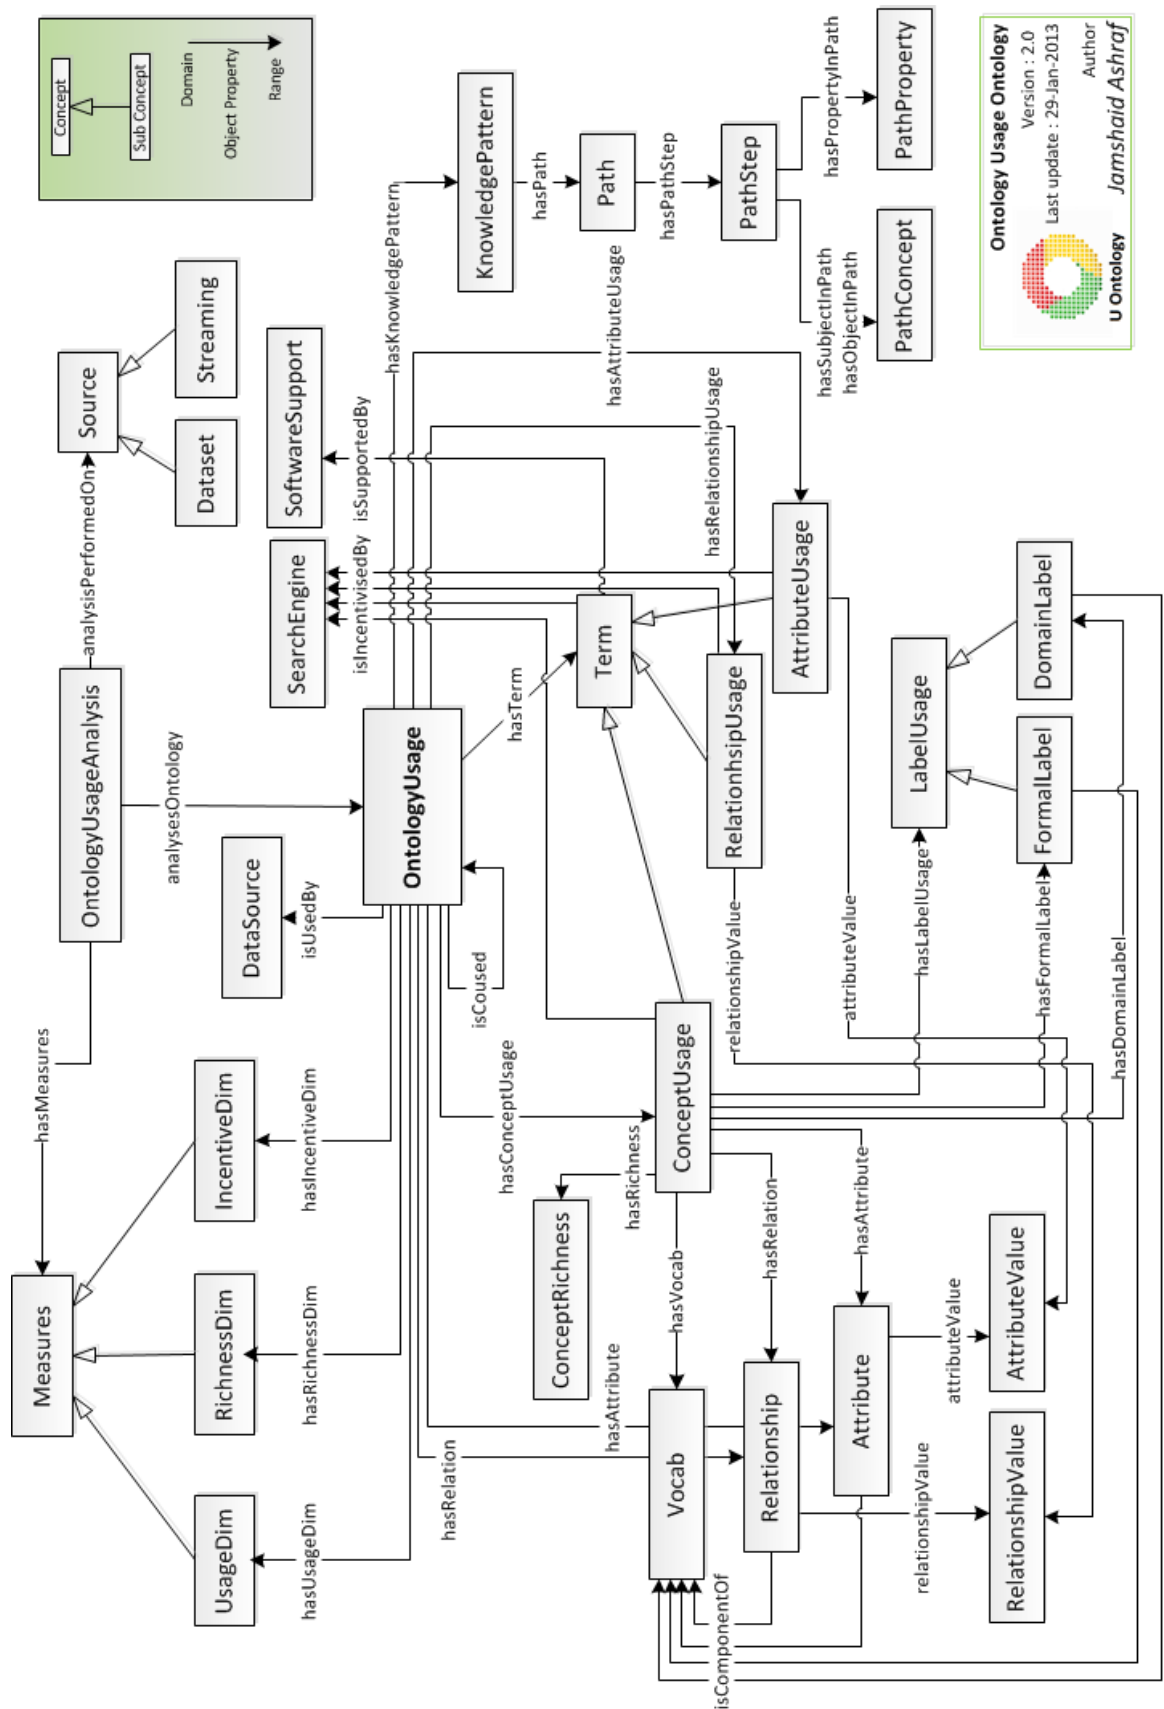 Measures
UsageDim
RichnessDim
IncentiveDim
hasMeasures
hasUsageDim
hasRichnessDim
hasIncentiveDim
OntologyUsageAnalysis
analysisPerformedOn
analysesOntology
Source
Dataset
Streaming
Concept
Sub Concept
Domain
Object Property
Range
DataSource
isUsedBy
SearchEngine
isIncentivisedBy
SoftwareSupport
isSupportedBy
OntologyUsage
isCoused
hasTerm
hasKnowledgePattern
KnowledgePattern
hasPath
Path
hasPathStep
PathStep
hasPropertyInPath
PathProperty
hasSubjectInPath
hasObjectInPath
PathConcept
hasAttributeUsage
hasRelationshipUsage
hasRelation
hasAttribute
hasConceptUsage
ConceptRichness
hasRichness
Term
Vocab
hasVocab
ConceptUsage
RelationhsipUsage
AttributeUsage
isComponentOf
Relationship
hasRelation
relationshipValue
attributeValue
Attribute
hasAttribute
hasLabelUsage
LabelUsage
relationshipValue
attributeValue
RelationshipValue
AttributeValue
hasFormalLabel
FormalLabel
DomainLabel
hasDomainLabel
Ontology Usage Ontology
Version : 2.0
Last update : 29-Jan-2013
Author
U Ontology
Jamshaid Ashraf